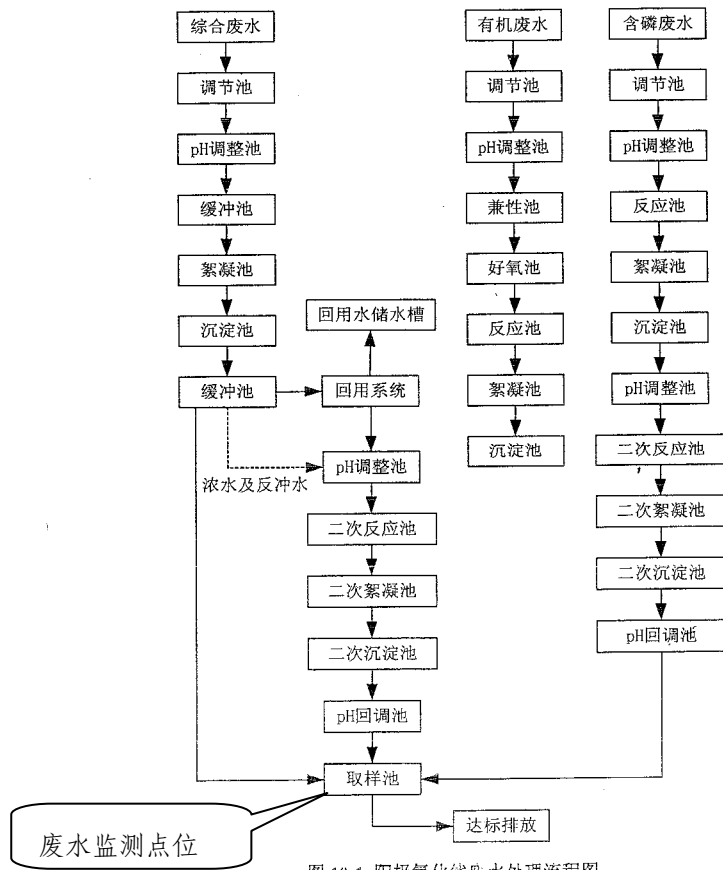 综合废水
调节池
pH调整池
缓冲池
絮凝池
沉淀池
缓冲池
回用水储水槽
回用系统
浓水及反冲水
pH调整池
二次反应池
二次絮凝池
二次沉淀池
pH回调池
取样池
达标排放
有机废水
调节池
pH调整池
兼性池
好氧池
反应池
絮凝池
沉淀池
含磷废水
调节池
pH调整池
反应池
絮凝池
沉淀池
pH调整池
二次反应池
二次絮凝池
二次沉淀池
pH回调池
废水监测点位